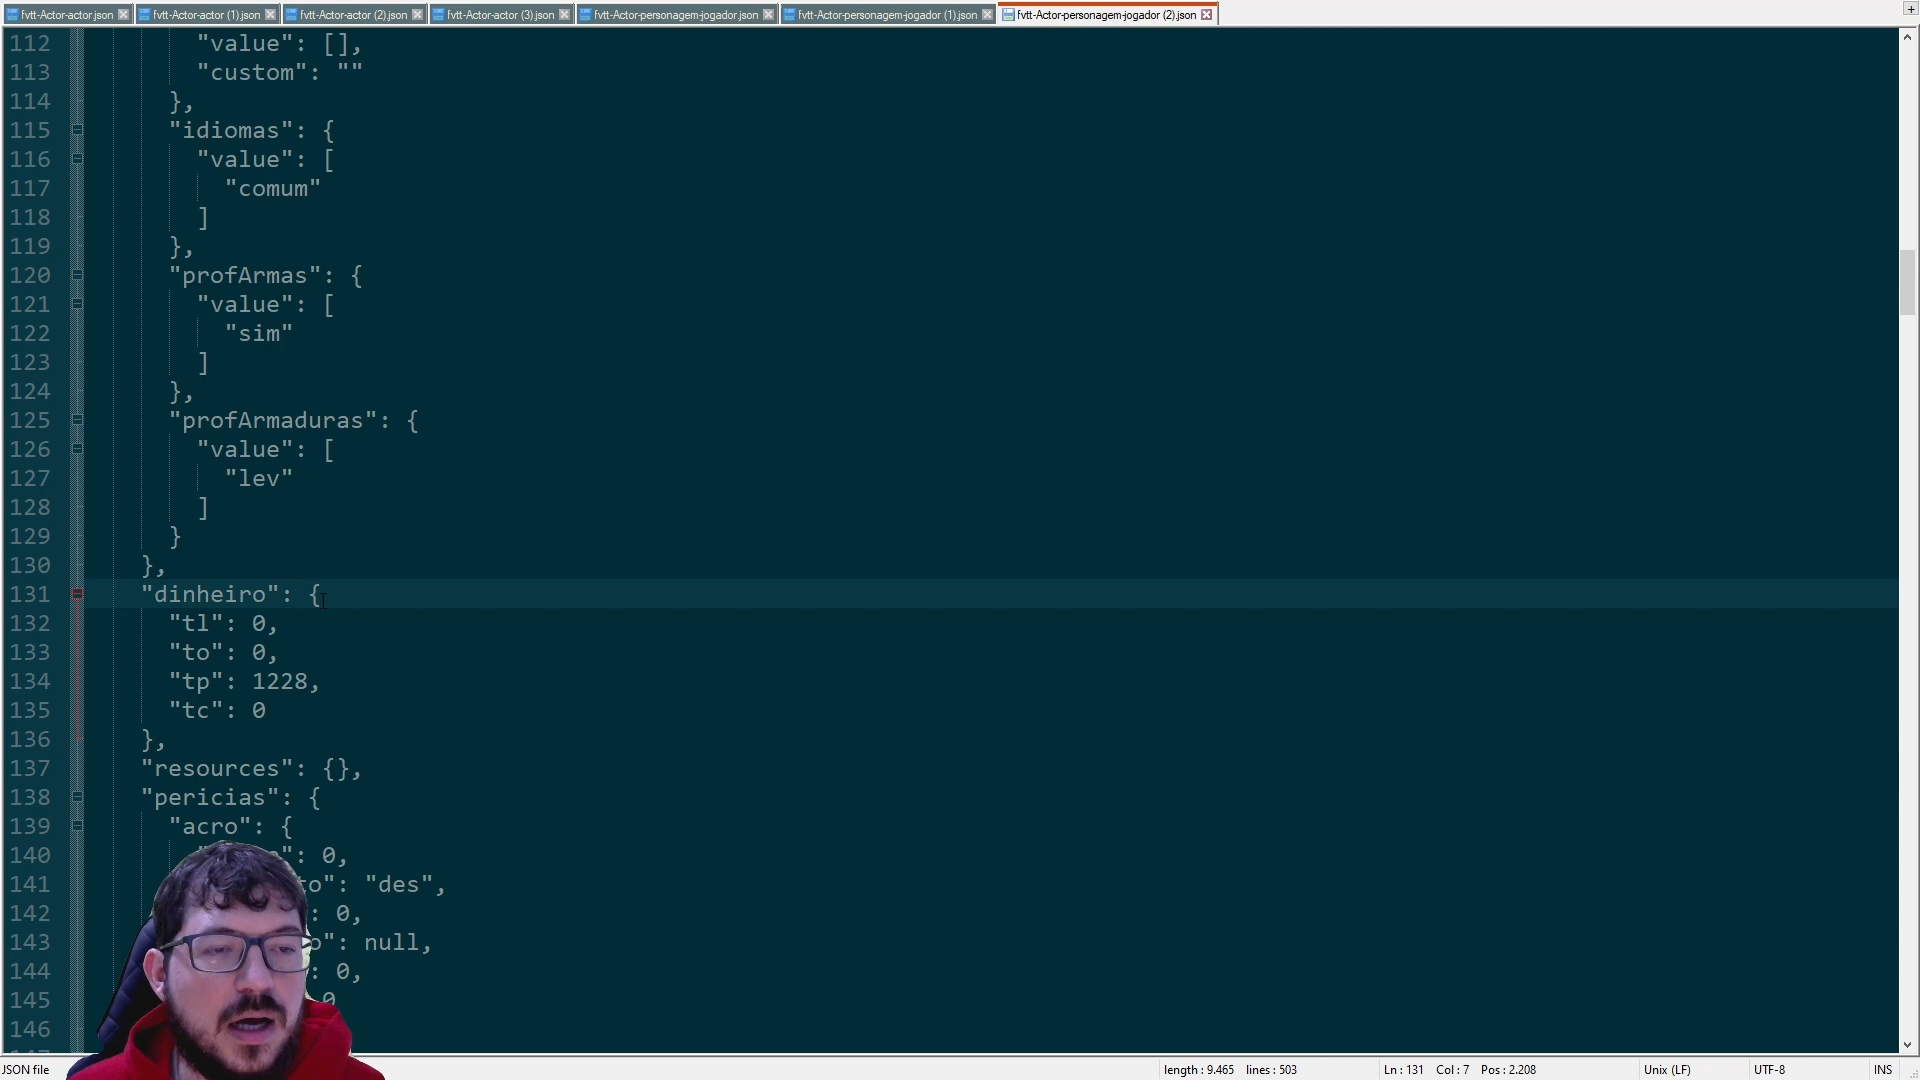 fvtt-Actor-actor.json fvtt-Actor-actor (1).json fvtt-Actor-actor (2).json fvtt-Actor-actor (3).json fvtt-Actor-personagem-jogador.json fvtt-Actor-personagem-jogador (1).json fvtt-Actor-personagem-jogador (2).json
112 "value": [],
113 "custom": ""
114 },
115 "idiomas": {
116 "value": [
117 "comum"
118 ]
119 },
120 "profArmas": {
121 "value": [
122 "sim"
123 ]
124 },
125 "profArmaduras": {
126 "value": [
127 "lev"
128 ]
129 }
130 },
131 "dinheiro": {
132 "tl": 0,
133 "to": 0,
134 "tp": 1228,
135 "tc": 0
136 },
137 "resources": {},
138 "pericias": {
139 "acro": {
140 ": 0,
141 to": "des",
142 : 0,
143 o": null,
144 : 0,
145 0
146
JSON file length : 9.465 lines : 503 Ln : 131 Col : 7 Pos : 2.208 Unix (LF) UTF-8 INS